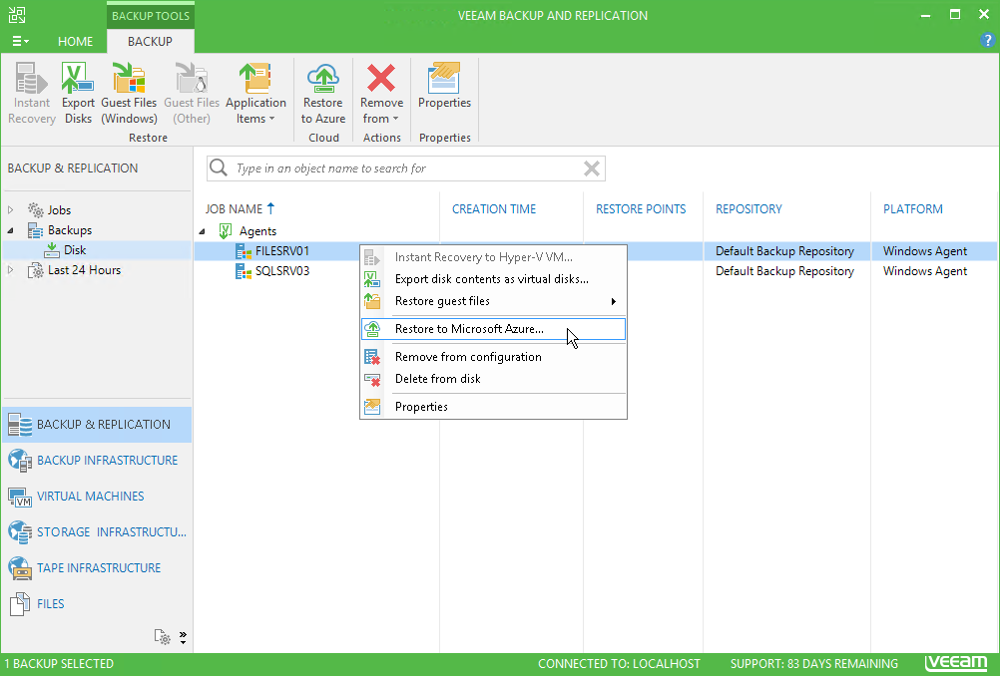 BACKUP TOOLS
VEEAM BACKUP AND REPLICATION
HOME
BACKUP
Instant Recovery
Export Disks
Guest Files (Windows)
Guest Files (Other)
Application Items
Restore
Restore to Azure
Cloud
Remove from
Actions
Properties
Properties
BACKUP & REPLICATION
Type in an object name to search for
Jobs
Backups
Disk
Last 24 Hours
JOB NAME CREATION TIME RESTORE POINTS REPOSITORY PLATFORM
Agents
FILESRV01 Default Backup Repository Windows Agent
SQLSRV03 Default Backup Repository Windows Agent
Instant Recovery to Hyper-V VM...
Export disk contents as virtual disks...
Restore guest files
Restore to Microsoft Azure...
Remove from configuration
Delete from disk
Properties
BACKUP & REPLICATION
BACKUP INFRASTRUCTURE
VM
VIRTUAL MACHINES
STORAGE INFRASTRUCTU...
TAPE INFRASTRUCTURE
FILES
1 BACKUP SELECTED
CONNECTED TO: LOCALHOST
SUPPORT: 83 DAYS REMAINING
veeam